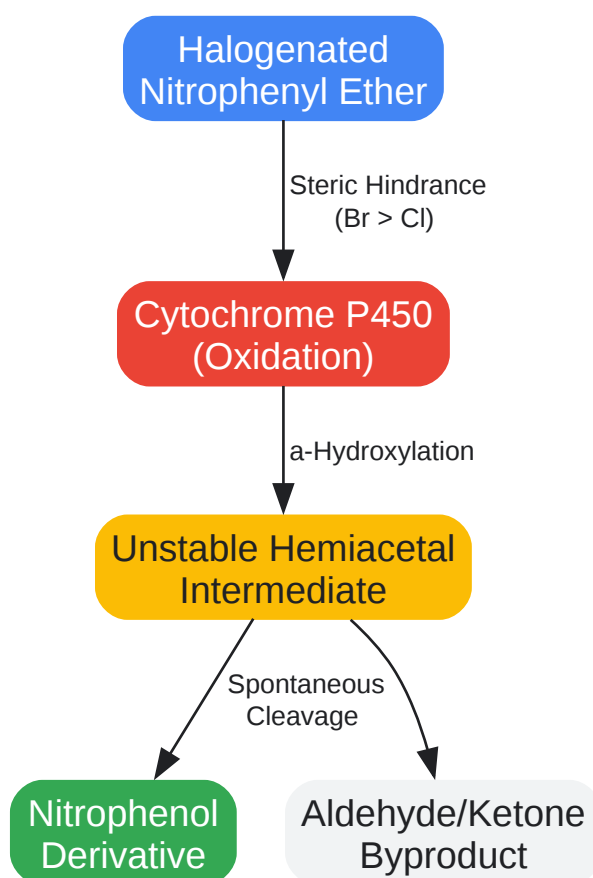 Halogenated
Nitrophenyl Ether
Steric Hindrance
(Br > Cl)
Cytochrome P450
(Oxidation)
a-Hydroxylation
Unstable Hemiacetal
Intermediate
Spontaneous
Cleavage
Nitrophenol
Derivative
Aldehyde/Ketone
Byproduct